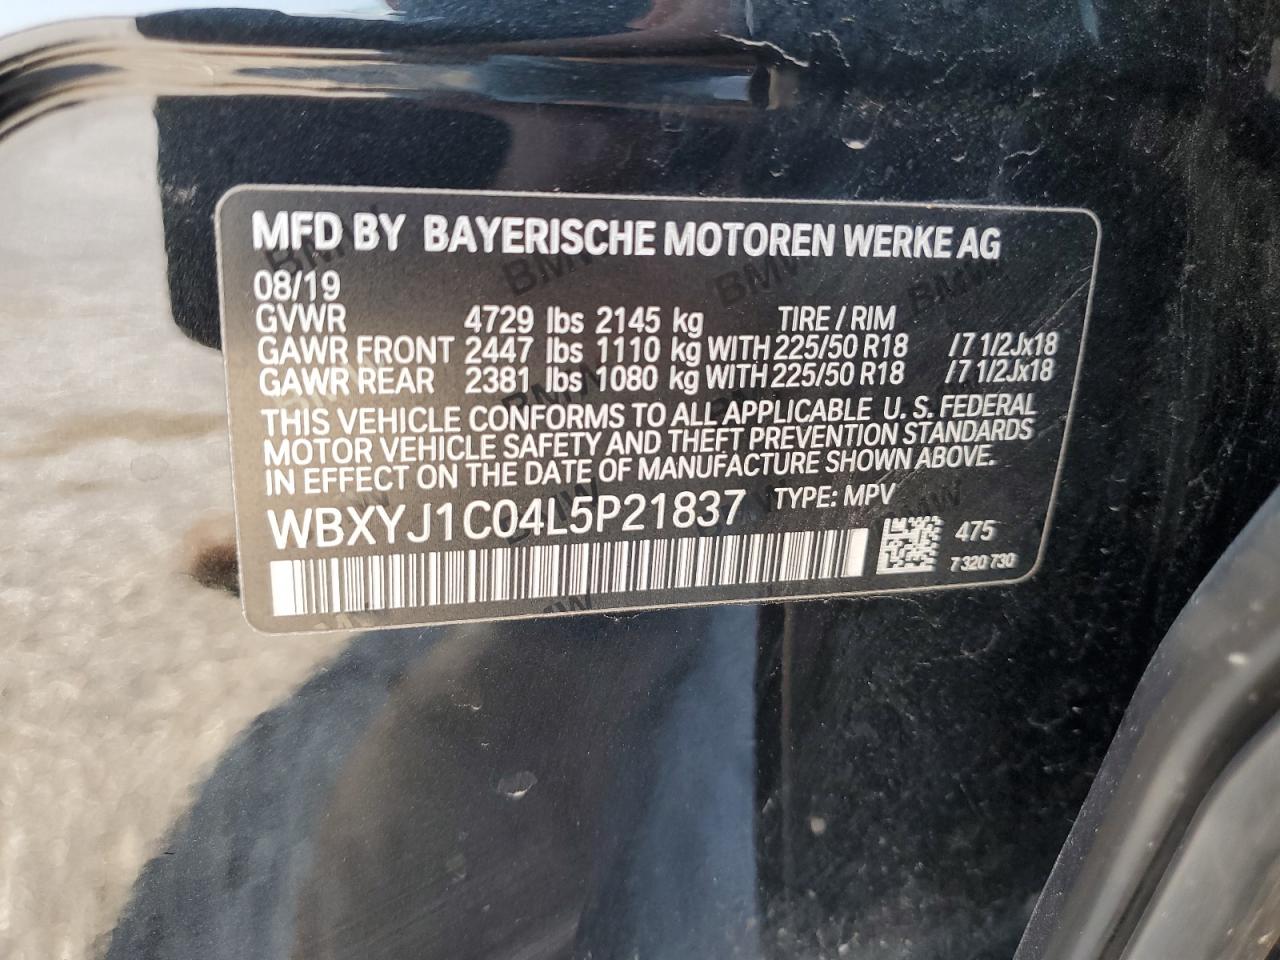 MFD BY BAYERISCHE MOTOREN WERKE AG
08/19
GVWR 4729 lbs 2145 kg TIRE / RIM
GAWR FRONT 2447 lbs 1110 kg WITH 225/50 R18 /7 1/2Jx18
GAWR REAR 2381 lbs 1080 kg WITH 225/50 R18 /7 1/2Jx18
THIS VEHICLE CONFORMS TO ALL APPLICABLE U. S. FEDERAL
MOTOR VEHICLE SAFETY AND THEFT PREVENTION STANDARDS
IN EFFECT ON THE DATE OF MANUFACTURE SHOWN ABOVE.
WBXYJ1C04L5P21837 TYPE: MPV
475
7 320 730